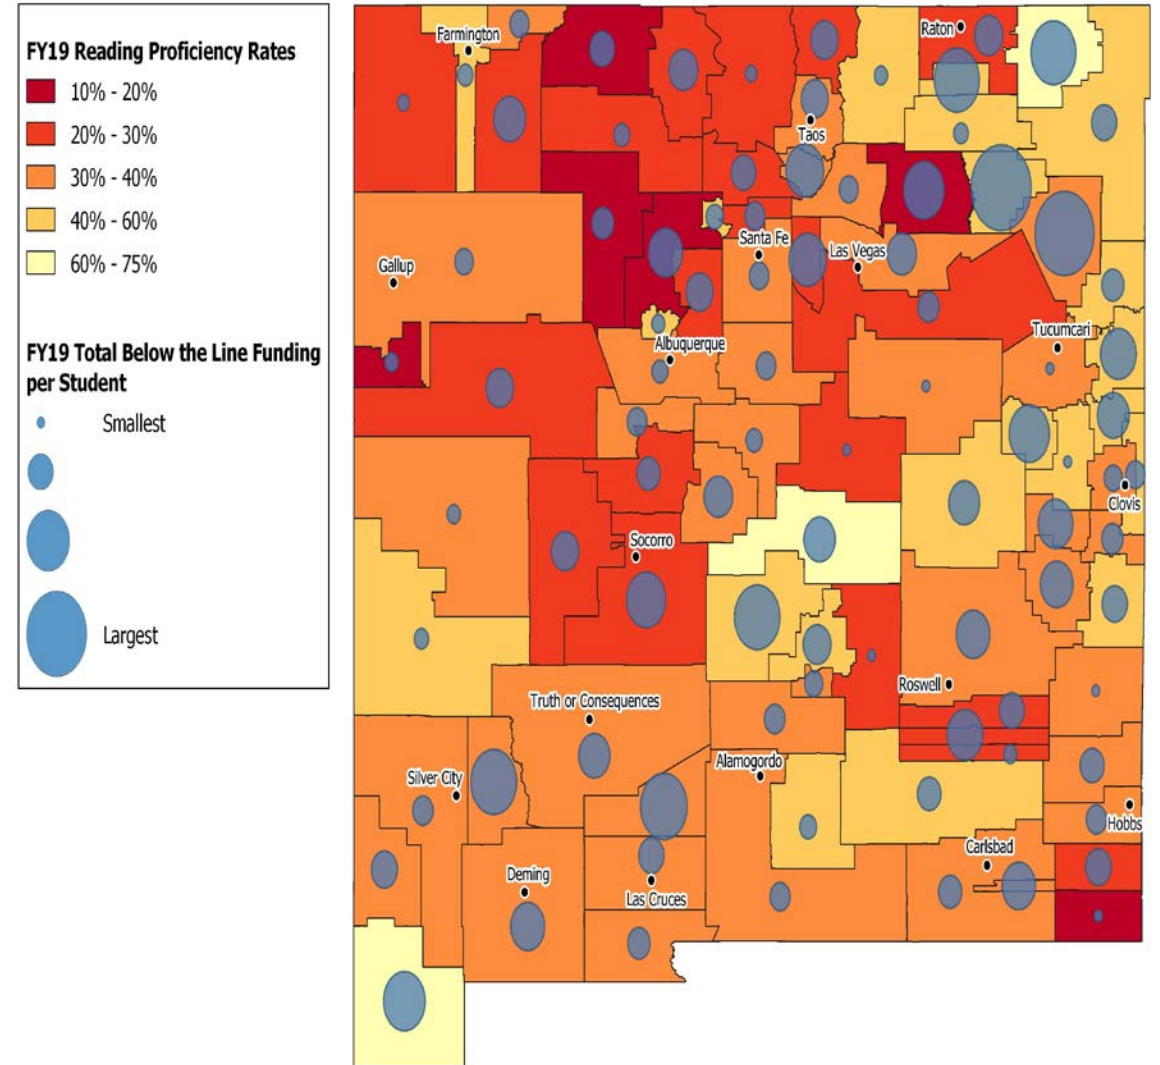 FY19 Reading Proficiency Rates
10% - 20%
20% - 30%
30% - 40%
40% - 60%
60% - 75%
FY19 Total Below the Line Funding
per Student
Smallest
Largest
Farmington
Raton
Taos
Santa Fe
Las Vegas
Gallup
Tucumcari
Albuquerque
Clovis
Socorro
Roswell
Truth or Consequences
Alamogordo
Silver City
Hobbs
Carlsbad
Deming
Las Cruces